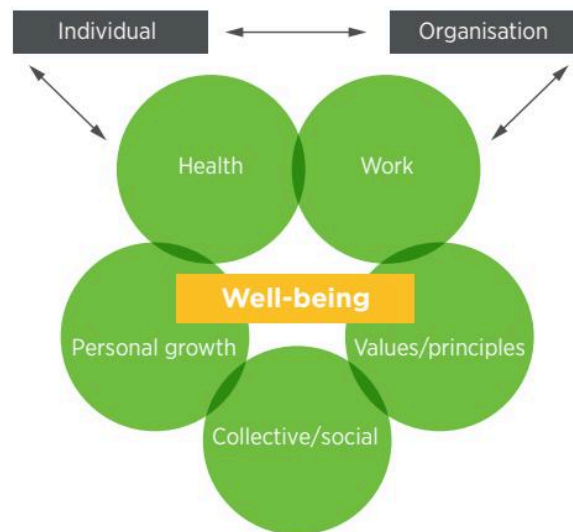 Individual
Organisation
Health
Work
Well-being
Personal growth
Values/principles
Collective/social